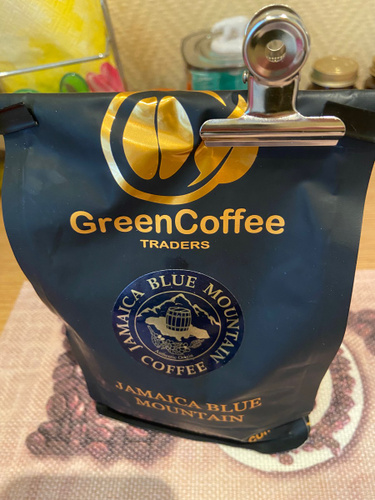 GreenCoffee
TRADERS
JAMAICA BLUE MOUNTAIN
COFFEE
JAMAICA BLUE
MOUNTAIN